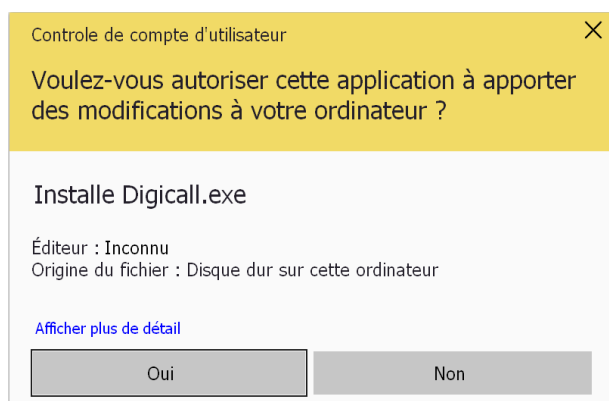 Controle de compte d'utilisateur
Voulez-vous autoriser cette application à apporter
des modifications à votre ordinateur ?
Installe Digicall.exe
Éditeur : Inconnu
Origine du fichier : Disque dur sur cette ordinateur
Afficher plus de détail
Oui
Non